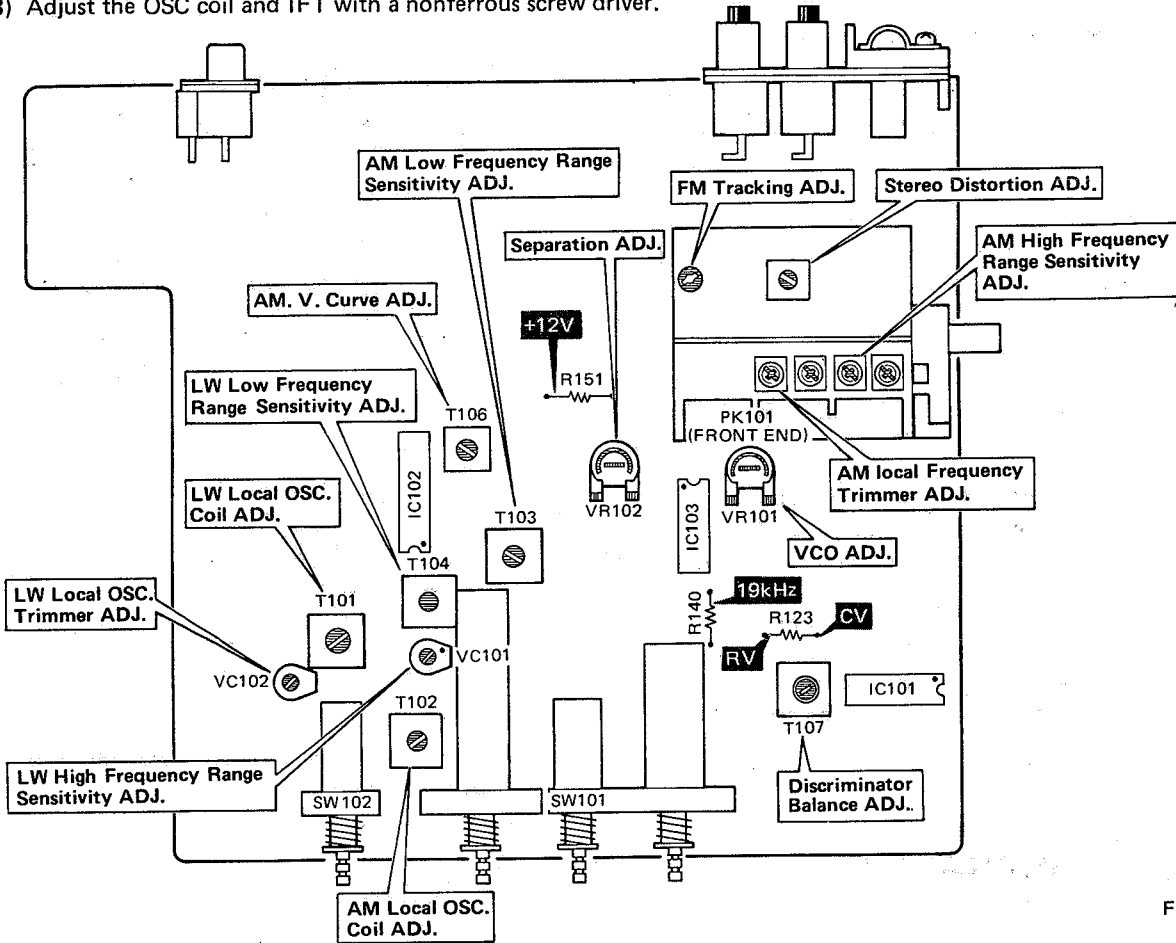 3) Adjust the OSC coil and IFT with a nonferrous screw driver.
AM Low Frequency Range
Sensitivity ADJ.
FM Tracking ADJ.
Stereo Distortion ADJ.
Separation ADJ.
AM High Frequency
Range Sensitivity
ADJ.
AM. V. Curve ADJ.
+12V
R151
LW Low Frequency
Range Sensitivity ADJ.
T106
PK101
(FRONT END)
IC102
LW Local OSC.
Coil ADJ.
T103
VR102
IC103
VR101
AM local Frequency
Trimmer ADJ.
VCO ADJ.
T104
LW Local OSC.
Trimmer ADJ.
T101
R140
19kHz
R123
CV
RV
VC101
VC102
IC101
T102
T107
LW High Frequency Range
Sensitivity ADJ.
SW102
SW101
Discriminator
Balance ADJ..
AM Local OSC.
Coil ADJ.
F